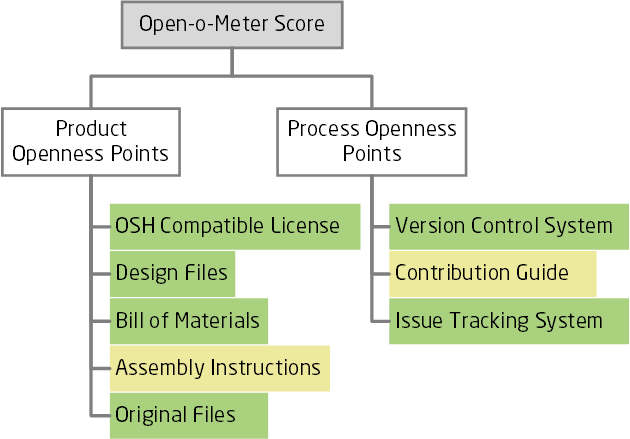 Open-o-Meter Score
Product
Openness Points
Process Openness
Points
OSH Compatible License
Design Files
Bill of Materials
Assembly Instructions
Original Files
Version Control System
Contribution Guide
Issue Tracking System